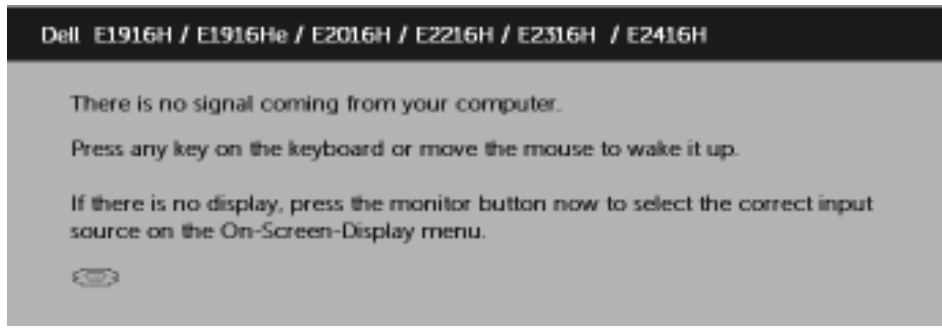 Dell E1916H / E1916He / E2016H / E2216H / E2316H / E2416H
There is no signal coming from your computer.
Press any key on the keyboard or move the mouse to wake it up.
If there is no display, press the monitor button now to select the correct input
source on the On-Screen-Display menu.